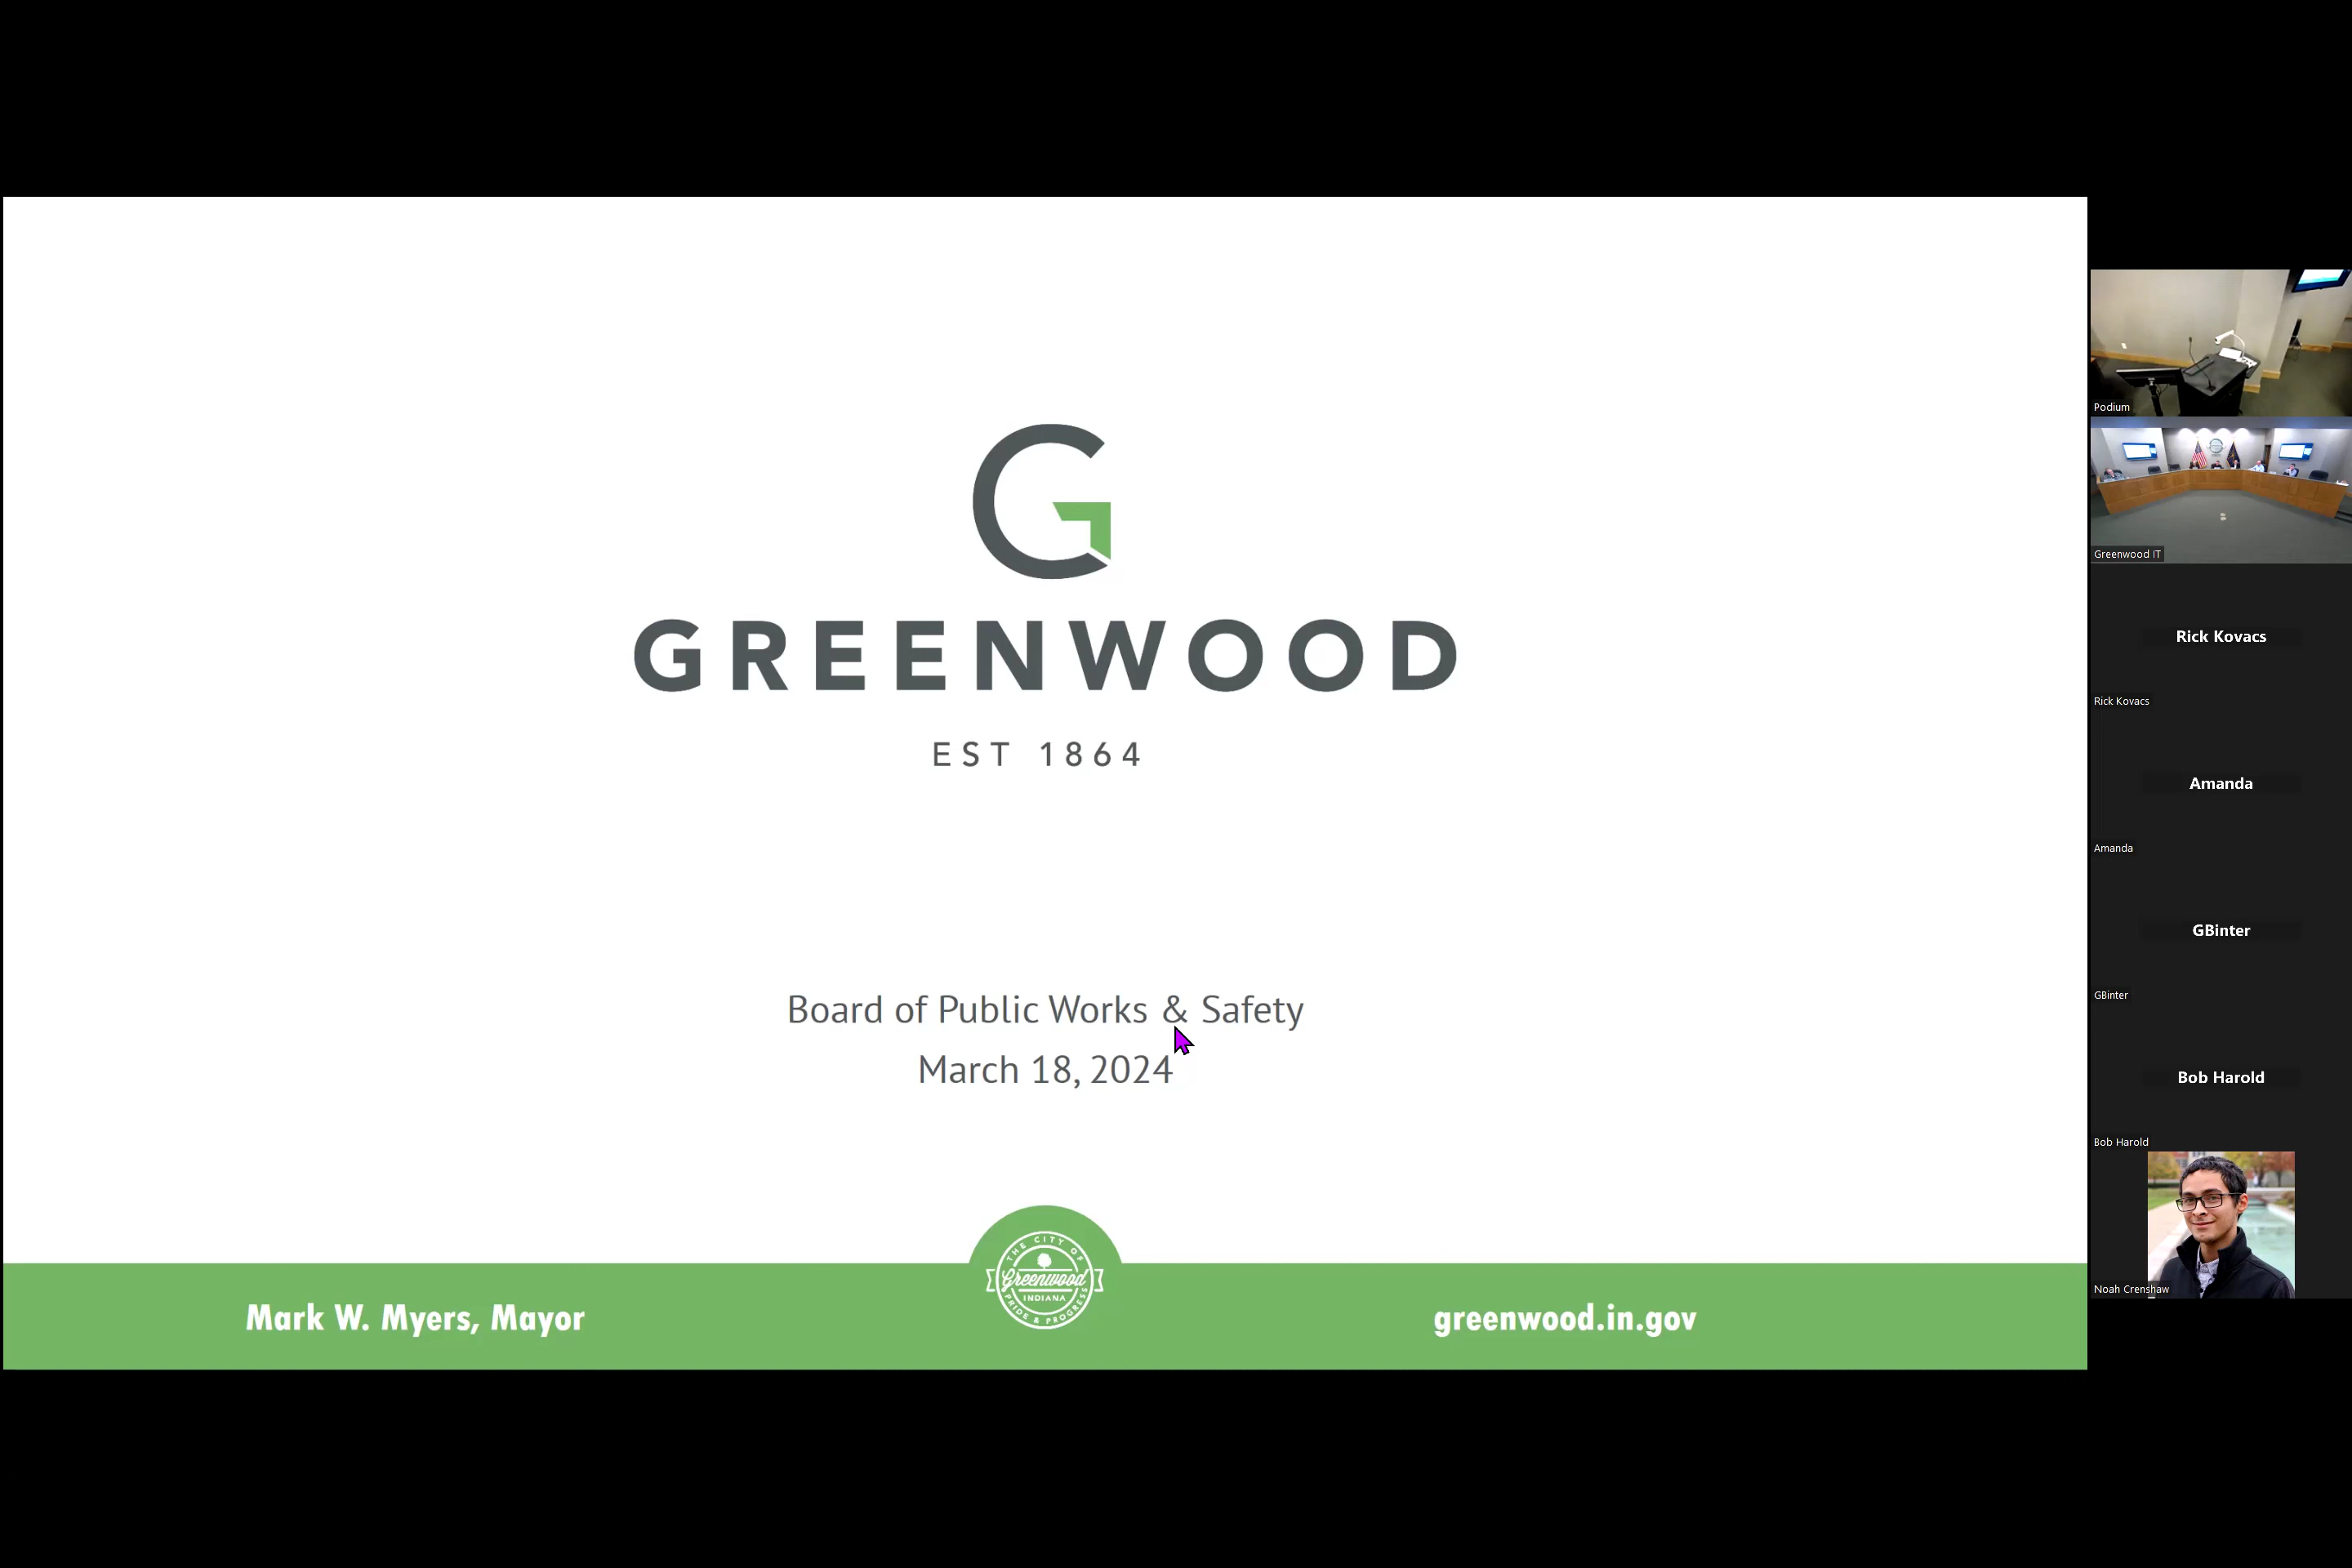 GREENWOOD
EST 1864
Board of Public Works & Safety
March 18, 2024
THE CITY OF
Greenwood
INDIANA
PRIDE & PROGRESS
Mark W. Myers, Mayor
greenwood.in.gov
Podium
Greenwood IT
Rick Kovacs
Rick Kovacs
Amanda
Amanda
GBinter
GBinter
Bob Harold
Bob Harold
Noah Crenshaw